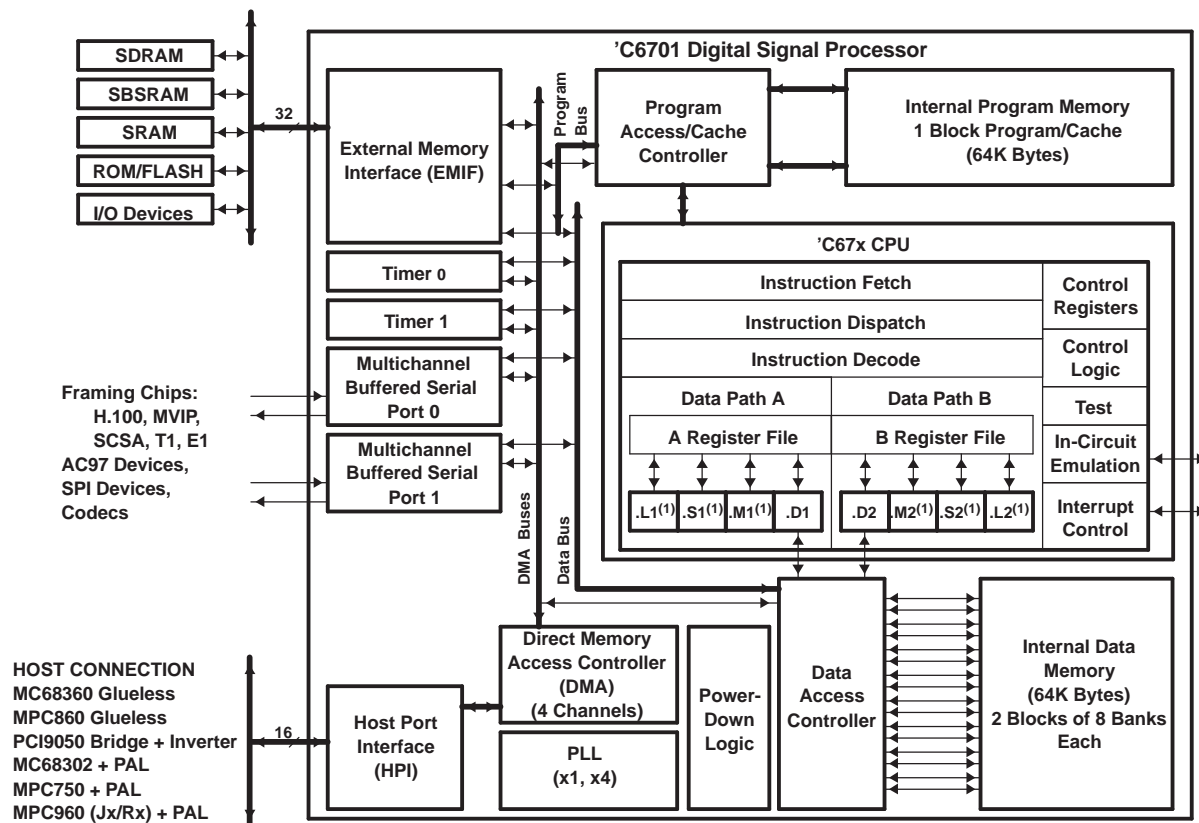 'C6701 Digital Signal Processor
SDRAM
SBSRAM
SRAM
ROM/FLASH
I/O Devices
32
External Memory
Interface (EMIF)
Program
Bus
Program
Access/Cache
Controller
Internal Program Memory
1 Block Program/Cache
(64K Bytes)
Timer 0
Timer 1
Multichannel
Buffered Serial
Port 0
Multichannel
Buffered Serial
Port 1
Framing Chips:
H.100, MVIP,
SCSA, T1, E1
AC97 Devices,
SPI Devices,
Codecs
DMA Buses
Data Bus
'C67x CPU
Instruction Fetch
Instruction Dispatch
Instruction Decode
Data Path A
Data Path B
A Register File
B Register File
.L1(1)
.S1(1)
.M1(1)
.D1
.D2
.M2(1)
.S2(1)
.L2(1)
Control
Registers
Control
Logic
Test
In-Circuit
Emulation
Interrupt
Control
HOST CONNECTION
MC68360 Glueless
MPC860 Glueless
PCI9050 Bridge + Inverter
MC68302 + PAL
MPC750 + PAL
MPC960 (Jx/Rx) + PAL
16
Host Port
Interface
(HPI)
Direct Memory
Access Controller
(DMA)
(4 Channels)
PLL
(x1, x4)
Power-
Down
Logic
Data
Access
Controller
Internal Data
Memory
(64K Bytes)
2 Blocks of 8 Banks
Each